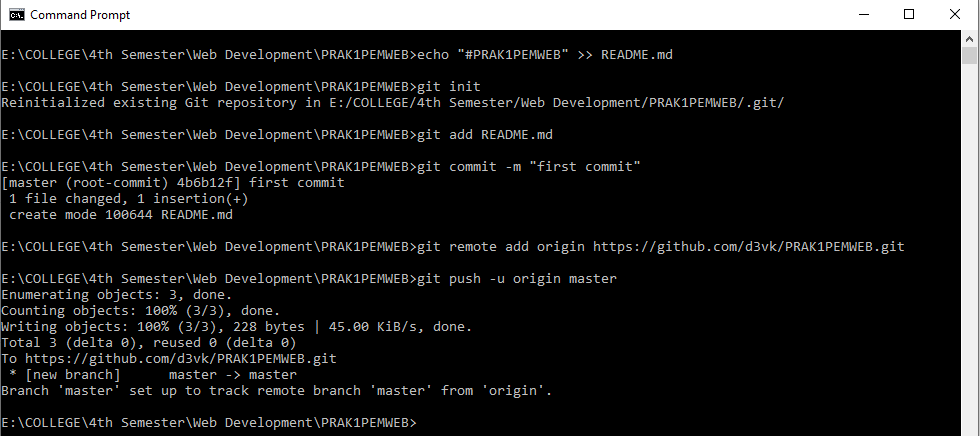 Command Prompt
E:\COLLEGE\4th Semester\Web Development\PRAK1PEMWEB>echo "#PRAK1PEMWEB" >> README.md
E:\COLLEGE\4th Semester\Web Development\PRAK1PEMWEB>git init
Reinitialized existing Git repository in E:/COLLEGE/4th Semester/Web Development/PRAK1PEMWEB/.git/
E:\COLLEGE\4th Semester\Web Development\PRAK1PEMWEB>git add README.md
E:\COLLEGE\4th Semester\Web Development\PRAK1PEMWEB>git commit -m "first commit"
[master (root-commit) 4b6b12f] first commit
 1 file changed, 1 insertion(+)
 create mode 100644 README.md
E:\COLLEGE\4th Semester\Web Development\PRAK1PEMWEB>git remote add origin https://github.com/d3vk/PRAK1PEMWEB.git
E:\COLLEGE\4th Semester\Web Development\PRAK1PEMWEB>git push -u origin master
Enumerating objects: 3, done.
Counting objects: 100% (3/3), done.
Writing objects: 100% (3/3), 228 bytes | 45.00 KiB/s, done.
Total 3 (delta 0), reused 0 (delta 0)
To https://github.com/d3vk/PRAK1PEMWEB.git
 * [new branch]      master -> master
Branch 'master' set up to track remote branch 'master' from 'origin'.
E:\COLLEGE\4th Semester\Web Development\PRAK1PEMWEB>